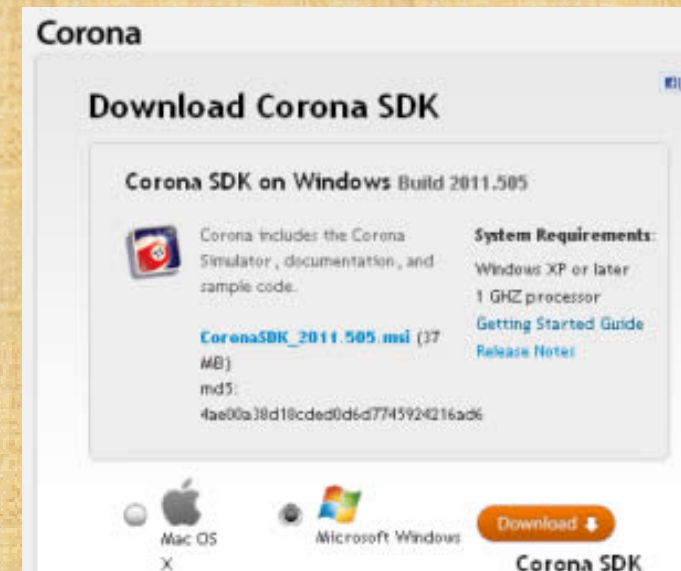 Corona
Download Corona SDK
Corona SDK on Windows Build 2011.505
Corona includes the Corona
Simulator, documentation, and
sample code.
CoronaSDK_2011.505.msi (37
MB)
md5:
4ae00a38d18cded0d6d7745924216ad6
System Requirements:
Windows XP or later
1 GHZ processor
Getting Started Guide
Release Notes
Mac OS
X
Microsoft Windows
Download
Corona SDK